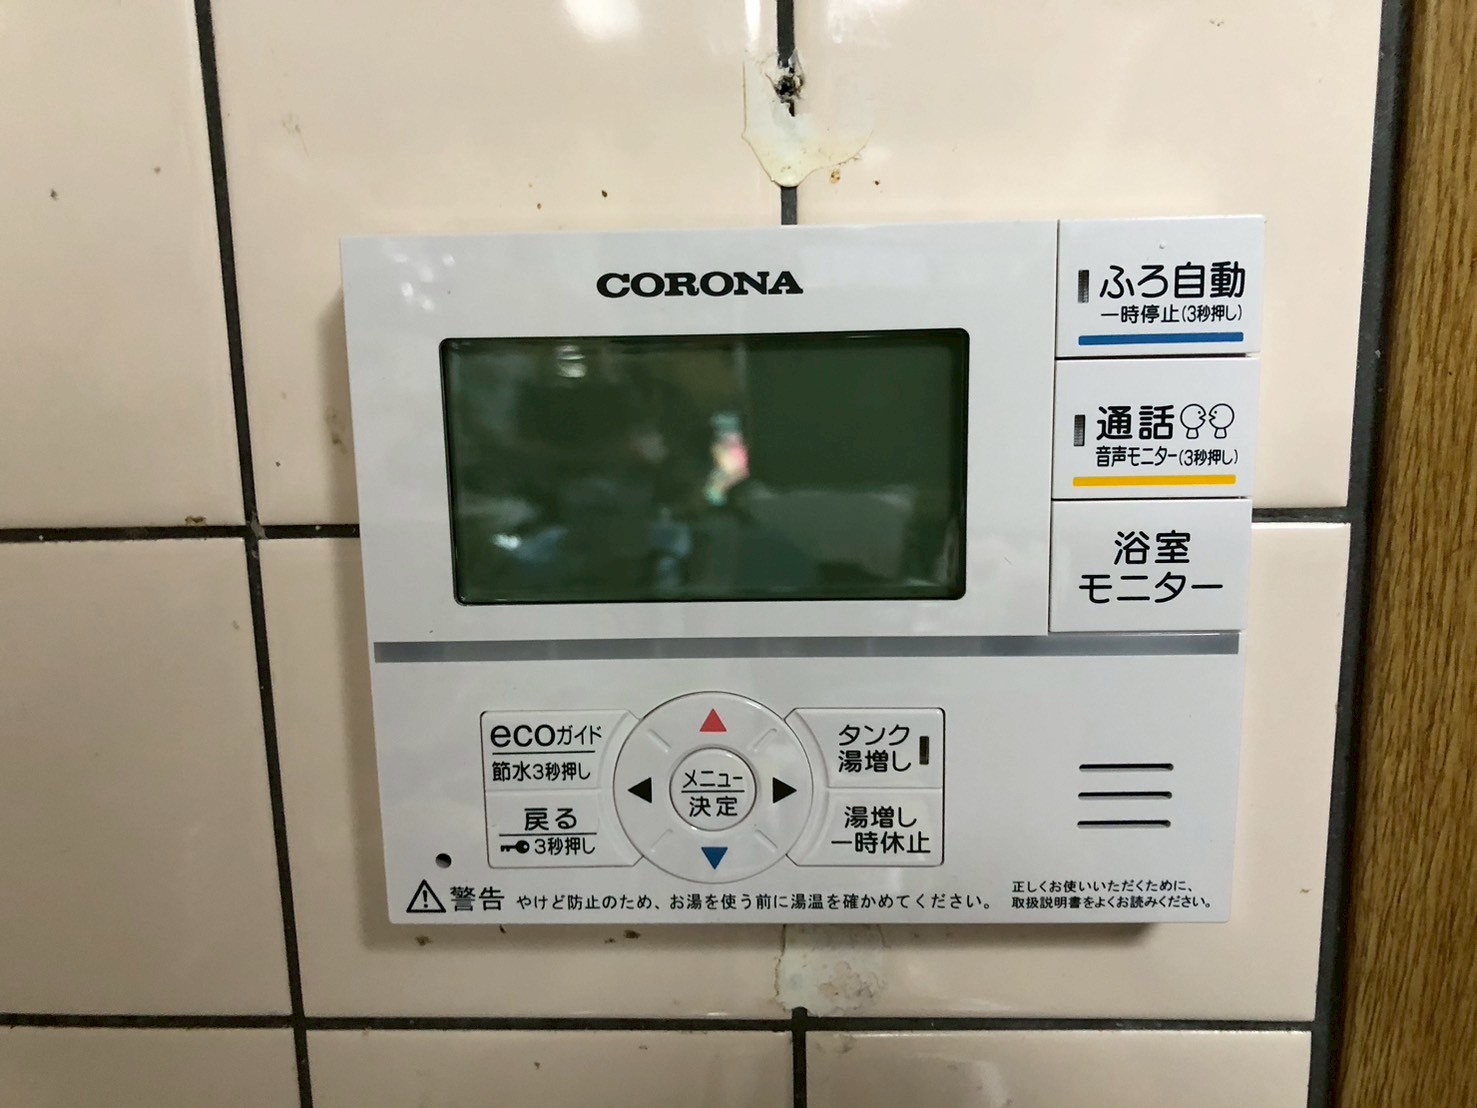 CORONA
ふろ自動
一時停止(3秒押し)
通話
音声モニター(3秒押し)
浴室
モニター
ecoガイド
節水3秒押し
戻る
3秒押し
メニュー
決定
タンク
湯増し
湯増し
一時休止
警告 やけど防止のため、お湯を使う前に湯温を確かめてください。
正しくお使いいただくために、
取扱説明書をよくお読みください。